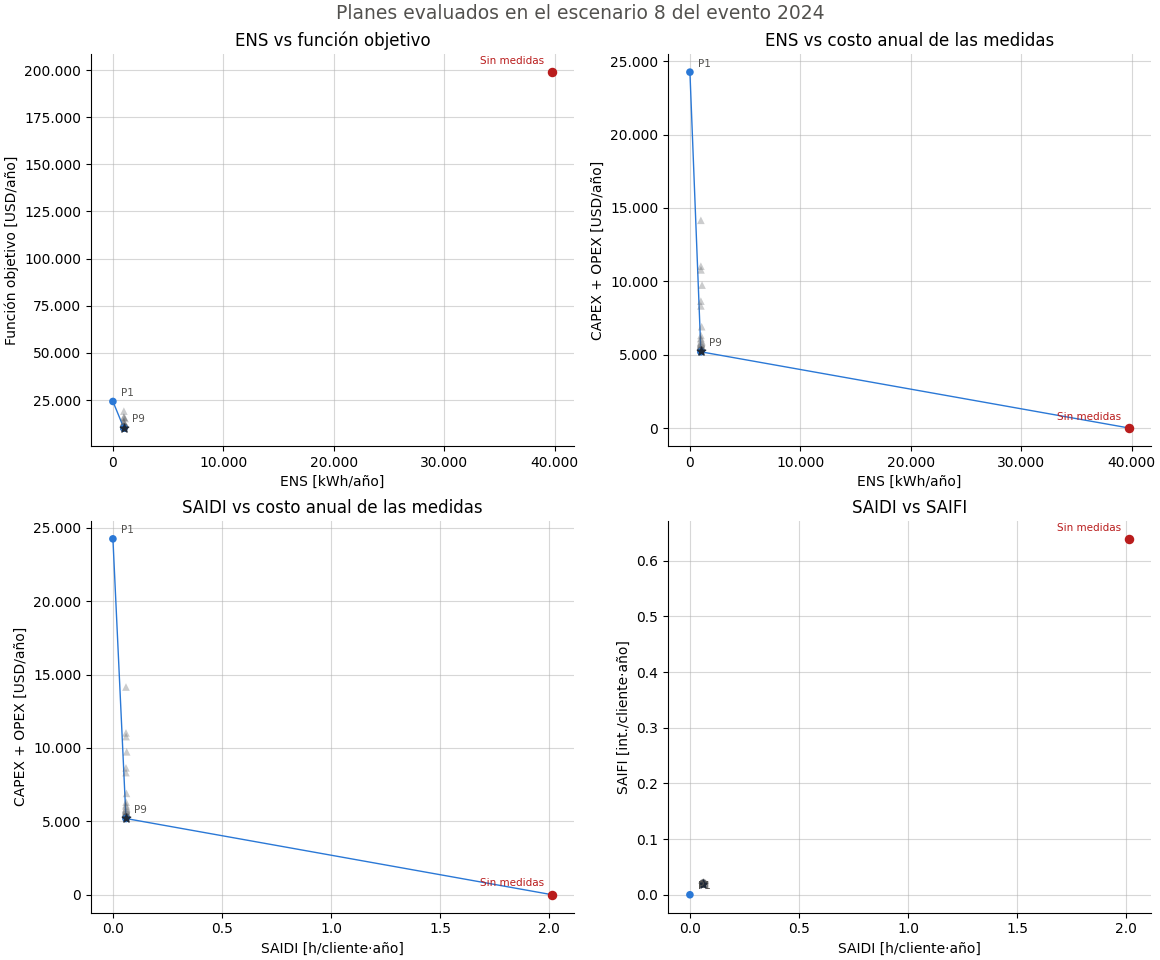 Planes evaluados en el escenario 8 del evento 2024
ENS vs función objetivo
Función objetivo [USD/año]
200.000
175.000
150.000
125.000
100.000
75.000
50.000
25.000
Sin medidas
P1
P9
0
10.000
20.000
30.000
40.000
ENS [kWh/año]
ENS vs costo anual de las medidas
CAPEX + OPEX [USD/año]
25.000
20.000
15.000
10.000
5.000
0
P1
P9
Sin medidas
0
10.000
20.000
30.000
40.000
ENS [kWh/año]
SAIDI vs costo anual de las medidas
CAPEX + OPEX [USD/año]
25.000
20.000
15.000
10.000
5.000
0
P1
P9
Sin medidas
0.0
0.5
1.0
1.5
2.0
SAIDI [h/cliente·año]
SAIDI vs SAIFI
SAIFI [int./cliente·año]
0.6
0.5
0.4
0.3
0.2
0.1
0.0
Sin medidas
0.0
0.5
1.0
1.5
2.0
SAIDI [h/cliente·año]